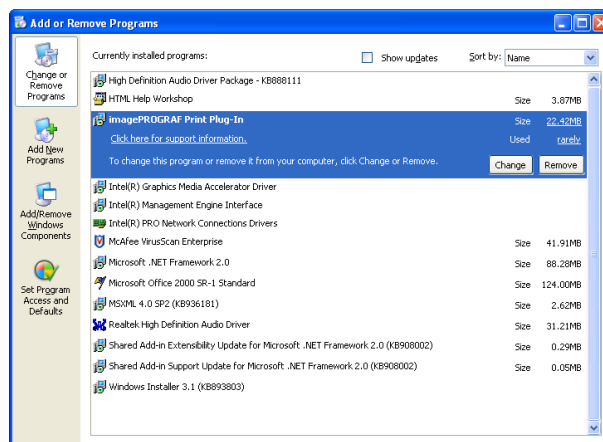 Add or Remove Programs
Change or
Remove
Programs
Add New
Programs
Add/Remove
Windows
Components
Set Program
Access and
Defaults
Currently installed programs: Show updates Sort by: Name
High Definition Audio Driver Package - KB888111
HTML Help Workshop Size 3.87MB
imagePROGRAF Print Plug-In Size 22.42MB
Click here for support information. Used rarely
To change this program or remove it from your computer, click Change or Remove. Change Remove
Intel(R) Graphics Media Accelerator Driver
Intel(R) Management Engine Interface
Intel(R) PRO Network Connections Drivers
McAfee VirusScan Enterprise Size 41.91MB
Microsoft .NET Framework 2.0 Size 88.28MB
Microsoft Office 2000 SR-1 Standard Size 124.00MB
MSXML 4.0 SP2 (KB936181) Size 2.62MB
Realtek High Definition Audio Driver Size 31.21MB
Shared Add-in Extensibility Update for Microsoft .NET Framework 2.0 (KB908002) Size 0.29MB
Shared Add-in Support Update for Microsoft .NET Framework 2.0 (KB908002) Size 0.05MB
Windows Installer 3.1 (KB893803)